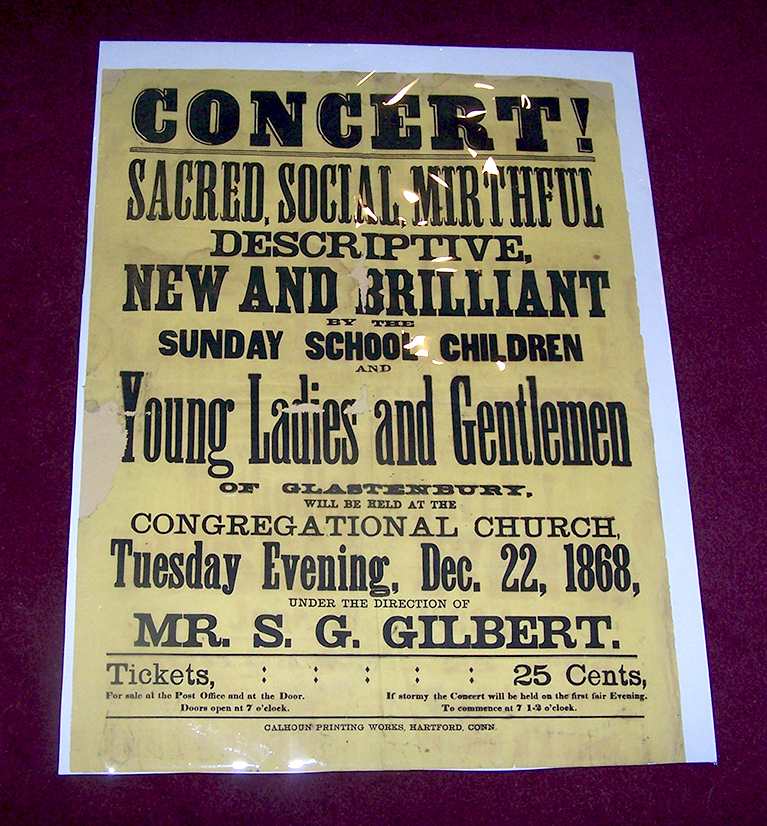 CONCERT!
SACRED, SOCIAL, MIRTHFUL
DESCRIPTIVE,
NEW AND BRILLIANT
BY THE
SUNDAY SCHOOL CHILDREN
AND
Young Ladies and Gentlemen
OF GLASTENBURY,
WILL BE HELD AT THE
CONGREGATIONAL CHURCH,
Tuesday Evening, Dec. 22, 1868,
UNDER THE DIRECTION OF
MR. S. G. GILBERT.
Tickets, : : : : : 25 Cents,
For sale at the Post Office and at the Door. If stormy the Concert will be held on the first fair Evening.
Doors open at 7 o'clock. To commence at 7 1-2 o'clock.
CALHOUN PRINTING WORKS, HARTFORD, CONN.